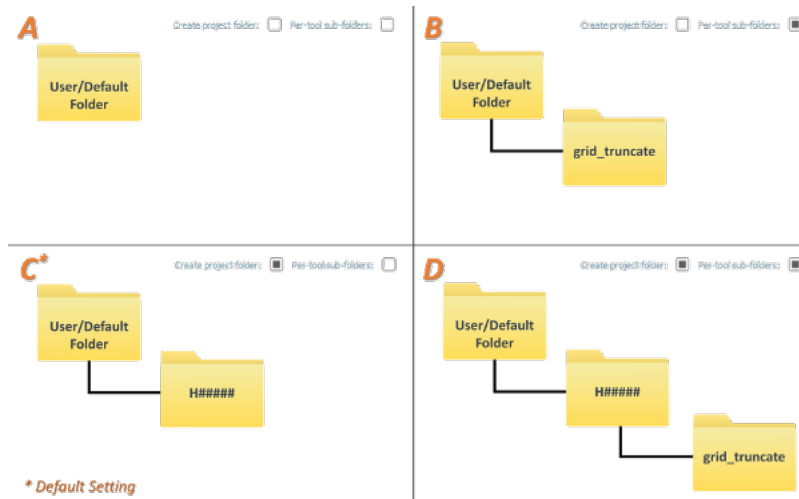 A
Create project folder: Per-tool sub-folders:
User/Default
Folder
B
Create project folder: Per-tool sub-folders:
User/Default
Folder
grid_truncate
C*
Create project folder: Per-tool sub-folders:
User/Default
Folder
H#####
* Default Setting
D
Create project folder: Per-tool sub-folders:
User/Default
Folder
H#####
grid_truncate